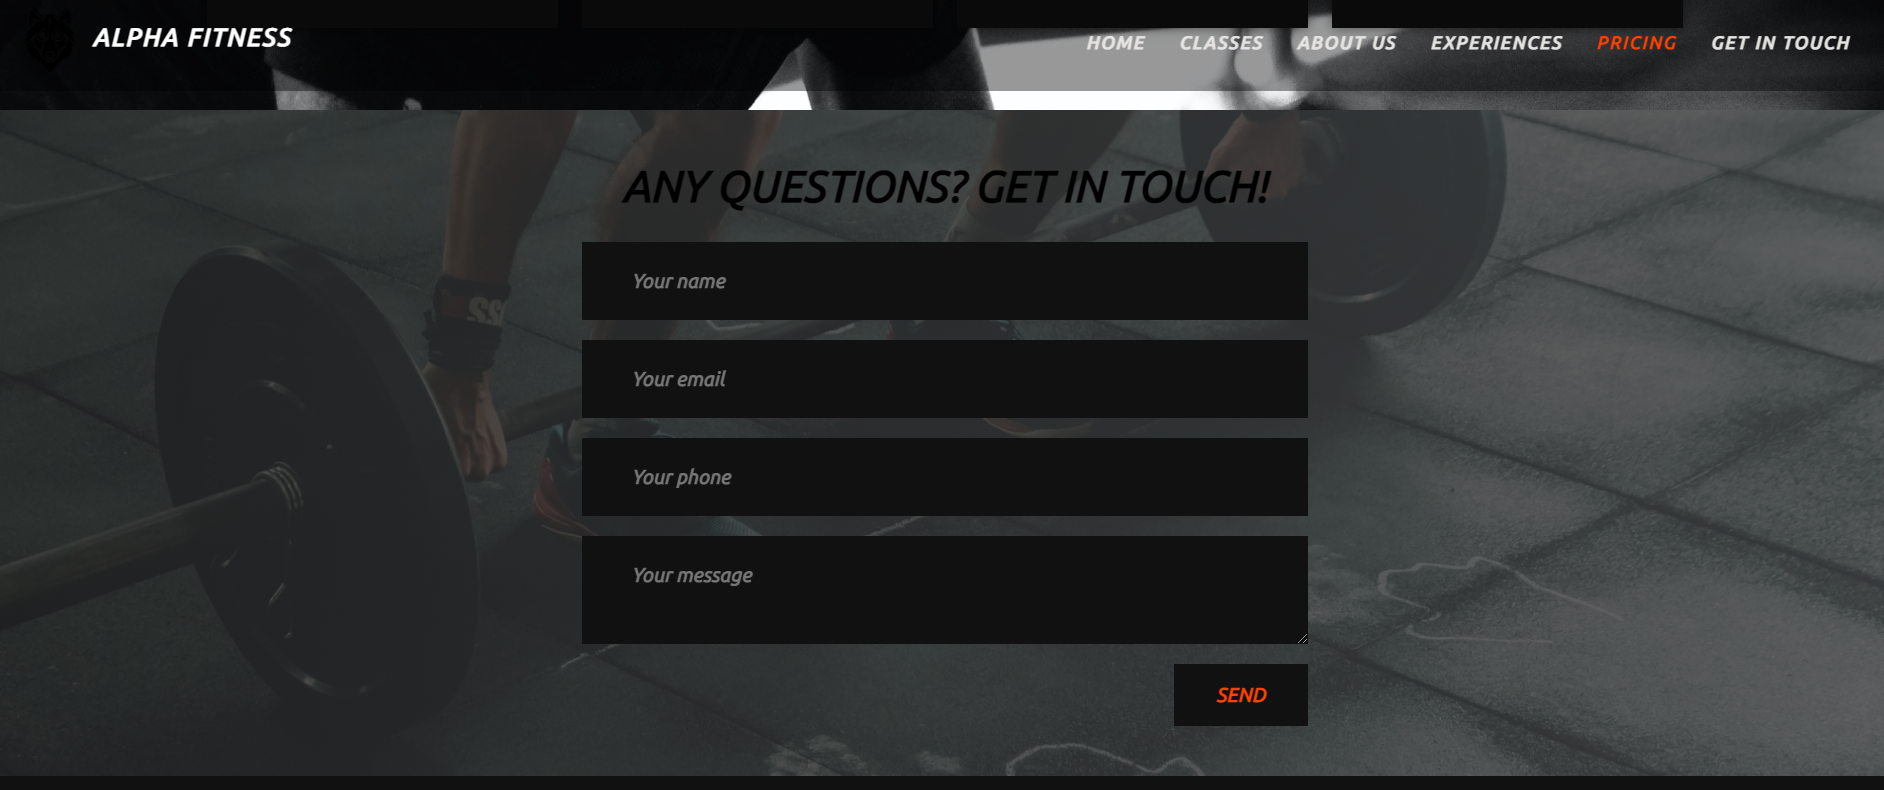 ALPHA FITNESS
HOME CLASSES ABOUT US EXPERIENCES PRICING GET IN TOUCH
ANY QUESTIONS? GET IN TOUCH!
Your name
Your email
Your phone
Your message
SEND